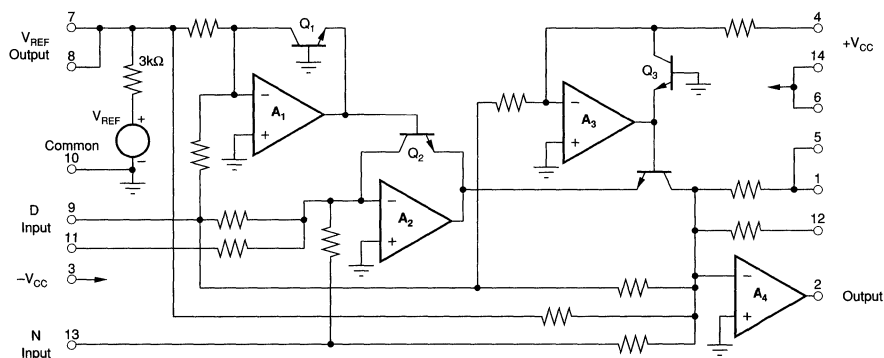 7
V_REF
Output
8
3kΩ
V_REF
+
−
Common
10
D
Input
9
11
−V_CC
3
N
Input
13
Q₁
−
A₁
+
Q₂
−
A₂
+
Q₃
−
A₃
+
4
+V_CC
14
6
5
1
12
−
A₄
+
2
Output